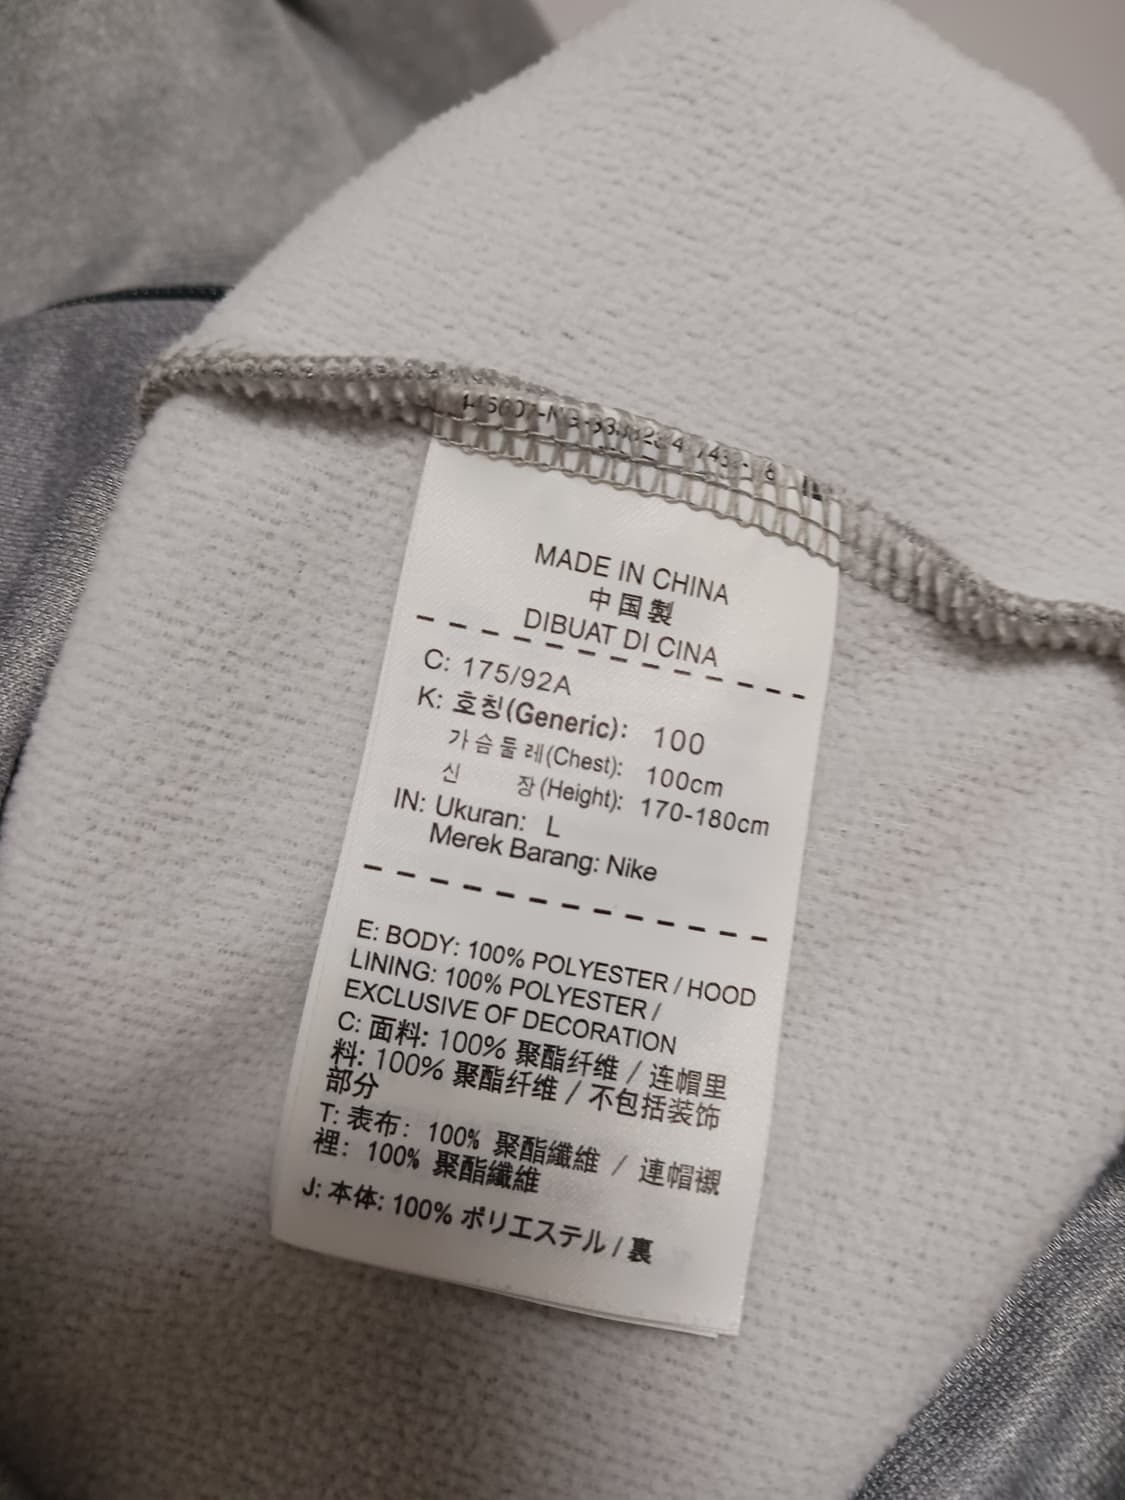 MADE IN CHINA
中国製
DIBUAT DI CINA
C: 175/92A
K: 호칭(Generic): 100
가슴둘레(Chest): 100cm
신 장(Height): 170-180cm
IN: Ukuran: L
Merek Barang: Nike
E: BODY: 100% POLYESTER / HOOD
LINING: 100% POLYESTER /
EXCLUSIVE OF DECORATION
C: 面料: 100% 聚酯纤维 / 连帽里
料: 100% 聚酯纤维 / 不包括装饰
部分
T: 表布: 100% 聚酯纖維 / 連帽襯
裡: 100% 聚酯纖維
J: 本体: 100% ポリエステル / 裏